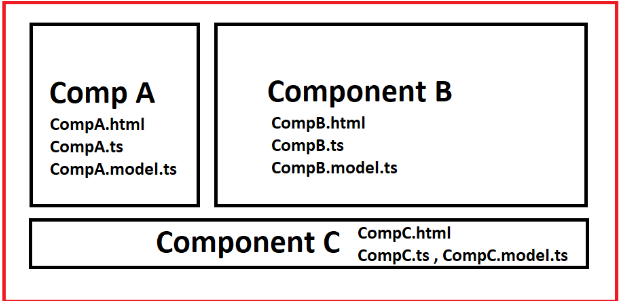 Comp A
CompA.html
CompA.ts
CompA.model.ts
Component B
CompB.html
CompB.ts
CompB.model.ts
Component C
CompC.html
CompC.ts , CompC.model.ts